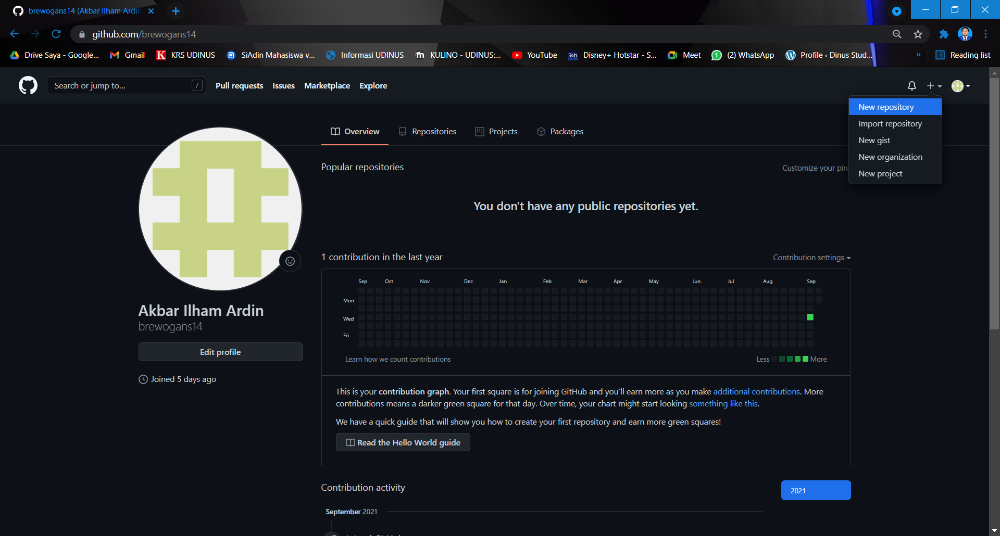 brewogans14 (Akbar Ilham Ardin
github.com/brewogans14
Drive Saya - Google...
Gmail
KRS UDINUS
SiAdin Mahasiswa v...
Informasi UDINUS
KULINO - UDINUS:...
YouTube
Disney+ Hotstar - S...
Meet
(2) WhatsApp
Profile ‹ Dinus Stud...
»
Reading list
Search or jump to...
/
Pull requests
Issues
Marketplace
Explore
New repository
Import repository
New gist
New organization
New project
Overview
Repositories
Projects
Packages
Popular repositories
Customize your pins
You don't have any public repositories yet.
1 contribution in the last year
Contribution settings
Sep Oct Nov Dec Jan Feb Mar Apr May Jun Jul Aug Sep
Mon
Wed
Fri
Learn how we count contributions
Less
More
Akbar Ilham Ardin
brewogans14
Edit profile
Joined 5 days ago
This is your contribution graph. Your first square is for joining GitHub and you'll earn more as you make additional contributions. More
contributions means a darker green square for that day. Over time, your chart might start looking something like this.
We have a quick guide that will show you how to create your first repository and earn more green squares!
Read the Hello World guide
Contribution activity
2021
September 2021